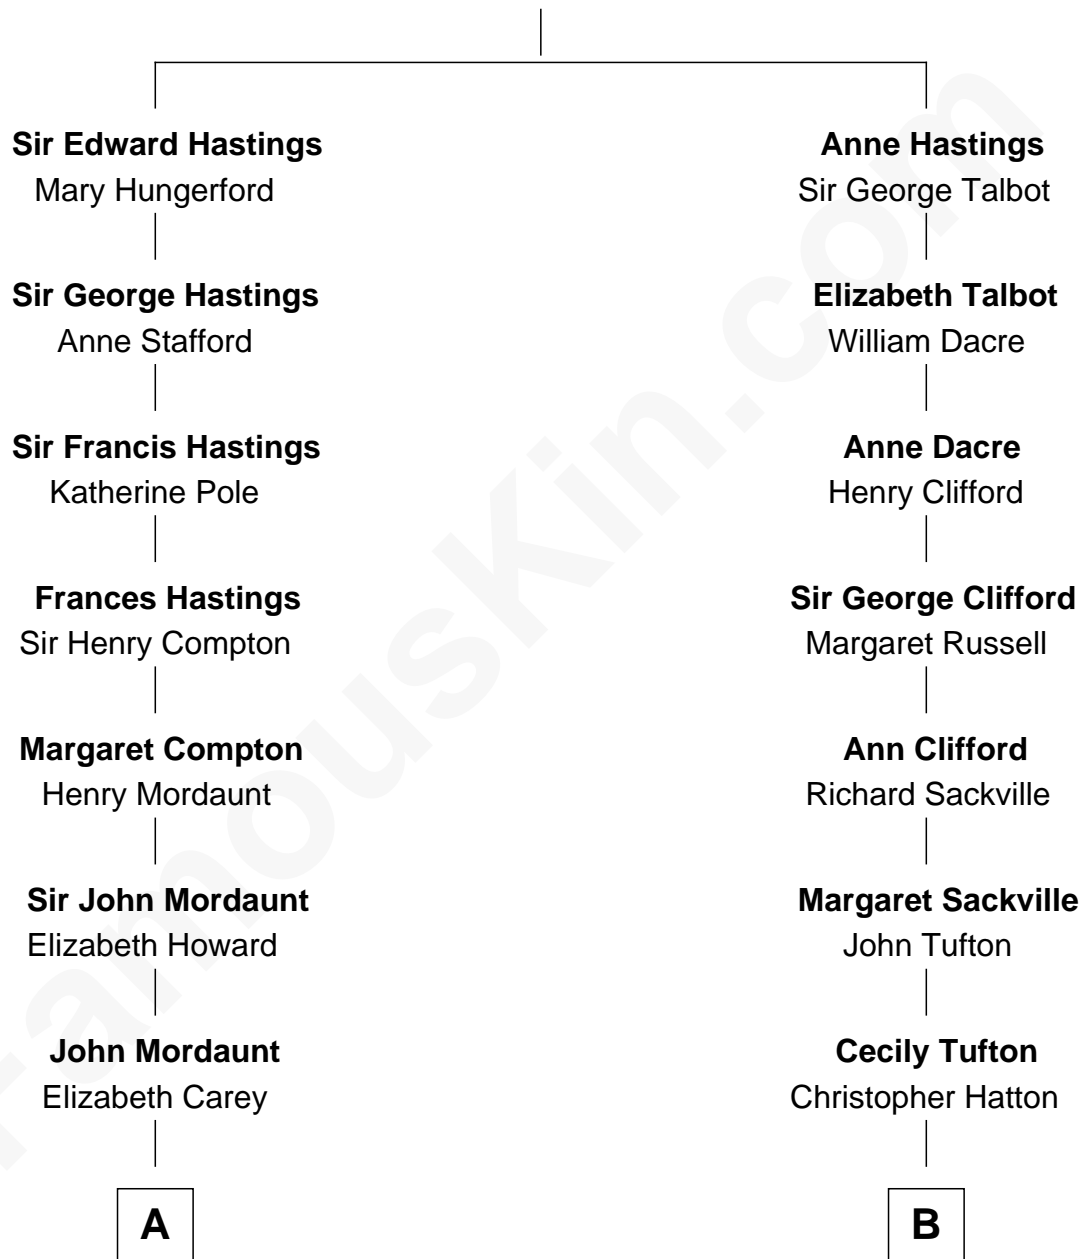 Sir Edward Hastings
Mary Hungerford
Sir George Hastings
Anne Stafford
Sir Francis Hastings
Katherine Pole
Frances Hastings
Sir Henry Compton
Margaret Compton
Henry Mordaunt
Sir John Mordaunt
Elizabeth Howard
John Mordaunt
Elizabeth Carey
A
Anne Hastings
Sir George Talbot
Elizabeth Talbot
William Dacre
Anne Dacre
Henry Clifford
Sir George Clifford
Margaret Russell
Ann Clifford
Richard Sackville
Margaret Sackville
John Tufton
Cecily Tufton
Christopher Hatton
B
FamousKin.com